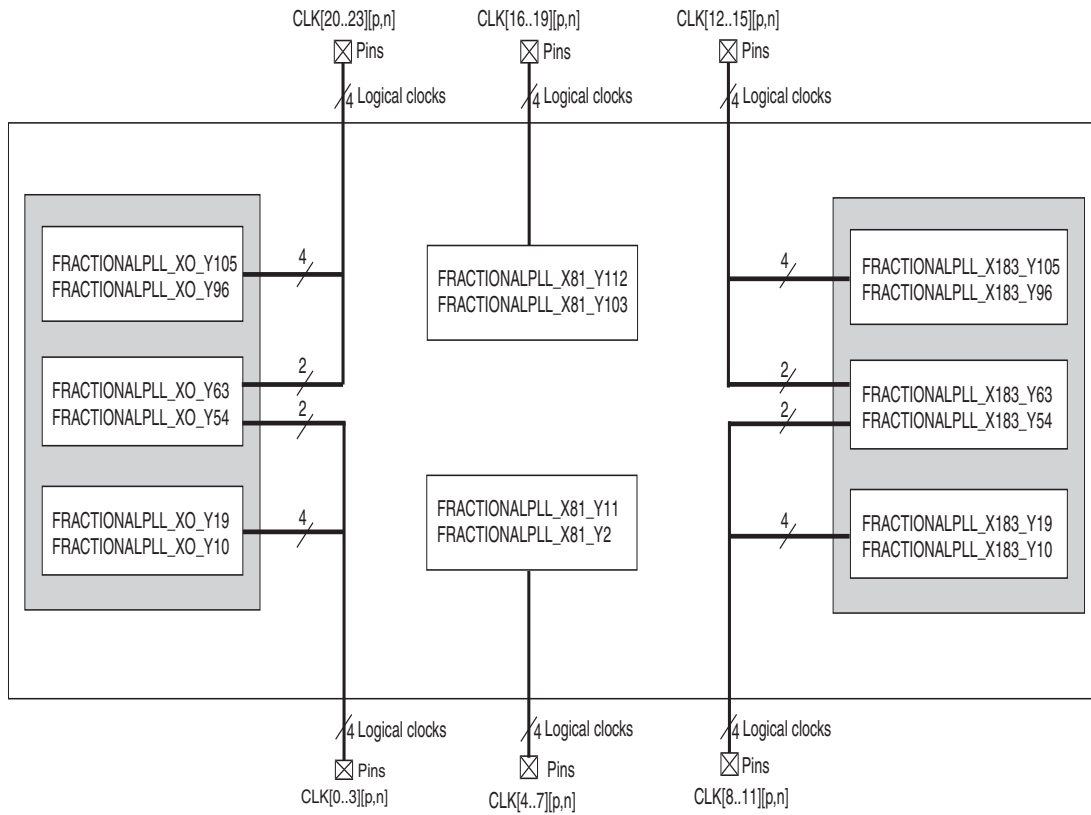 CLK[20..23][p,n]
CLK[16..19][p,n]
CLK[12..15][p,n]
Pins
Pins
Pins
4 Logical clocks
4 Logical clocks
4 Logical clocks
FRACTIONALPLL_XO_Y105
FRACTIONALPLL_XO_Y96
4
FRACTIONALPLL_X81_Y112
FRACTIONALPLL_X81_Y103
4
FRACTIONALPLL_X183_Y105
FRACTIONALPLL_X183_Y96
FRACTIONALPLL_XO_Y63
FRACTIONALPLL_XO_Y54
2
2
2
2
FRACTIONALPLL_X183_Y63
FRACTIONALPLL_X183_Y54
FRACTIONALPLL_XO_Y19
FRACTIONALPLL_XO_Y10
4
FRACTIONALPLL_X81_Y11
FRACTIONALPLL_X81_Y2
4
FRACTIONALPLL_X183_Y19
FRACTIONALPLL_X183_Y10
4 Logical clocks
4 Logical clocks
4 Logical clocks
Pins
Pins
Pins
CLK[0..3][p,n]
CLK[4..7][p,n]
CLK[8..11][p,n]